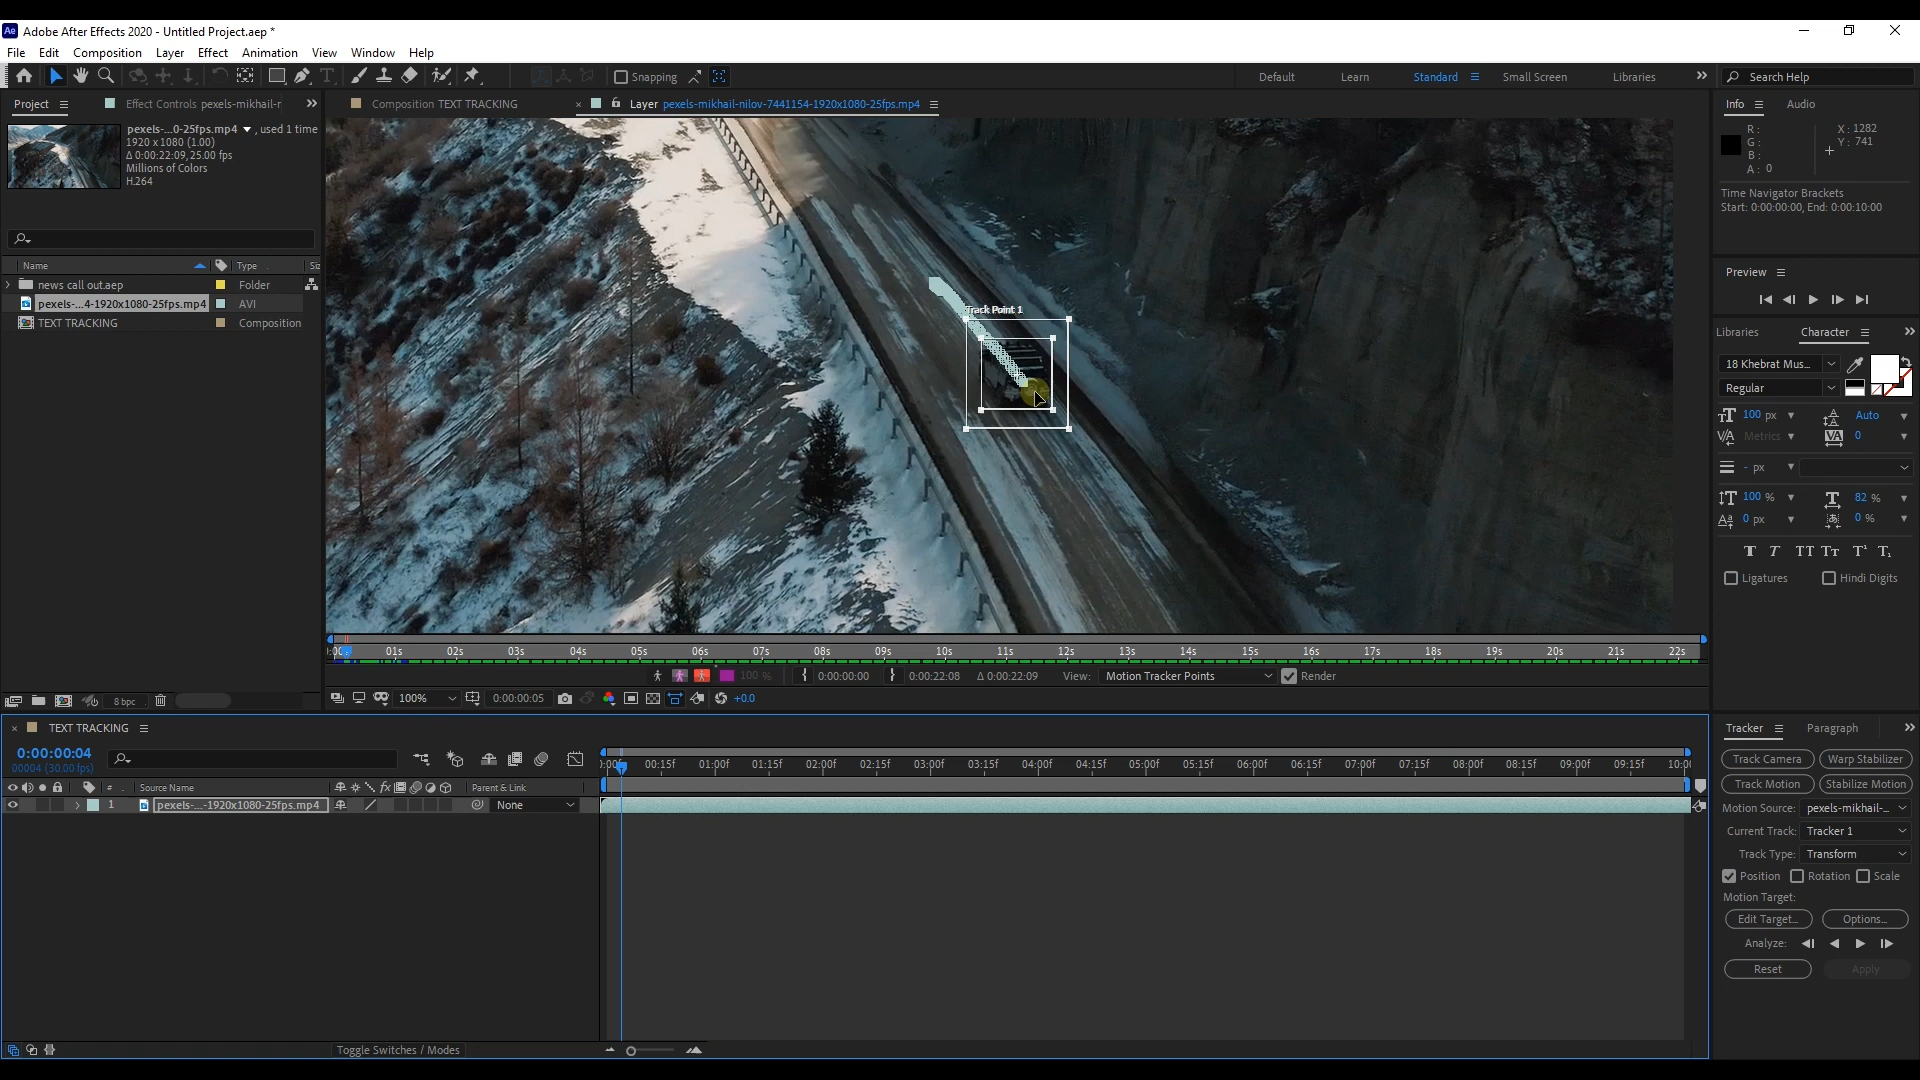 Ae Adobe After Effects 2020 - Untitled Project.aep *
File Edit Composition Layer Effect Animation View Window Help
Snapping Default Learn Standard Small Screen Libraries Search Help
Project Effect Controls pexels-mikhail-r
Composition TEXT TRACKING
Layer pexels-mikhail-nilov-7441154-1920x1080-25fps.mp4
pexels-...0-25fps.mp4 , used 1 time
1920 x 1080 (1.00)
Δ 0:00:22:09, 25.00 fps
Millions of Colors
H.264
Name Type Siz
news call out.aep Folder
pexels-...4-1920x1080-25fps.mp4 AVI
TEXT TRACKING Composition
8 bpc
Track Point 1
01s 02s 03s 04s 05s 06s 07s 08s 09s 10s 11s 12s 13s 14s 15s 16s 17s 18s 19s 20s 21s 22s
100 % 0:00:00:00 0:00:22:08 Δ 0:00:22:09 View: Motion Tracker Points Render
100% 0:00:00:05 +0.0
Info Audio
R:
G:
B:
A: 0
X: 1282
Y: 741
Time Navigator Brackets
Start: 0:00:00:00, End: 0:00:10:00
Preview
Libraries Character
18 Khebrat Mus...
Regular
100 px Auto
Metrics 0
- px
100 % 82 %
0 px 0 %
T T TT Tt T¹ T₁
Ligatures Hindi Digits
TEXT TRACKING
0:00:00:04
00004 (30.00 fps)
# Source Name fx Parent & Link
1 pexels-...-1920x1080-25fps.mp4 None
00:15f 01:00f 01:15f 02:00f 02:15f 03:00f 03:15f 04:00f 04:15f 05:00f 05:15f 06:00f 06:15f 07:00f 07:15f 08:00f 08:15f 09:00f 09:15f 10:0
Toggle Switches / Modes
Tracker Paragraph
Track Camera Warp Stabilizer
Track Motion Stabilize Motion
Motion Source: pexels-mikhail-...
Current Track: Tracker 1
Track Type: Transform
Position Rotation Scale
Motion Target:
Edit Target... Options...
Analyze:
Reset Apply